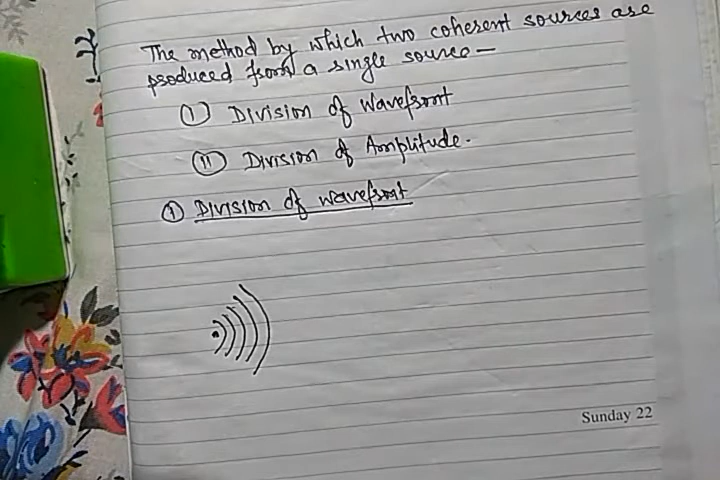 The method by which two coherent sources are
produced from a single source—
(I) Division of Wavefront
(II) Division of Amplitude.
(I) Division of wavefront
Sunday 22